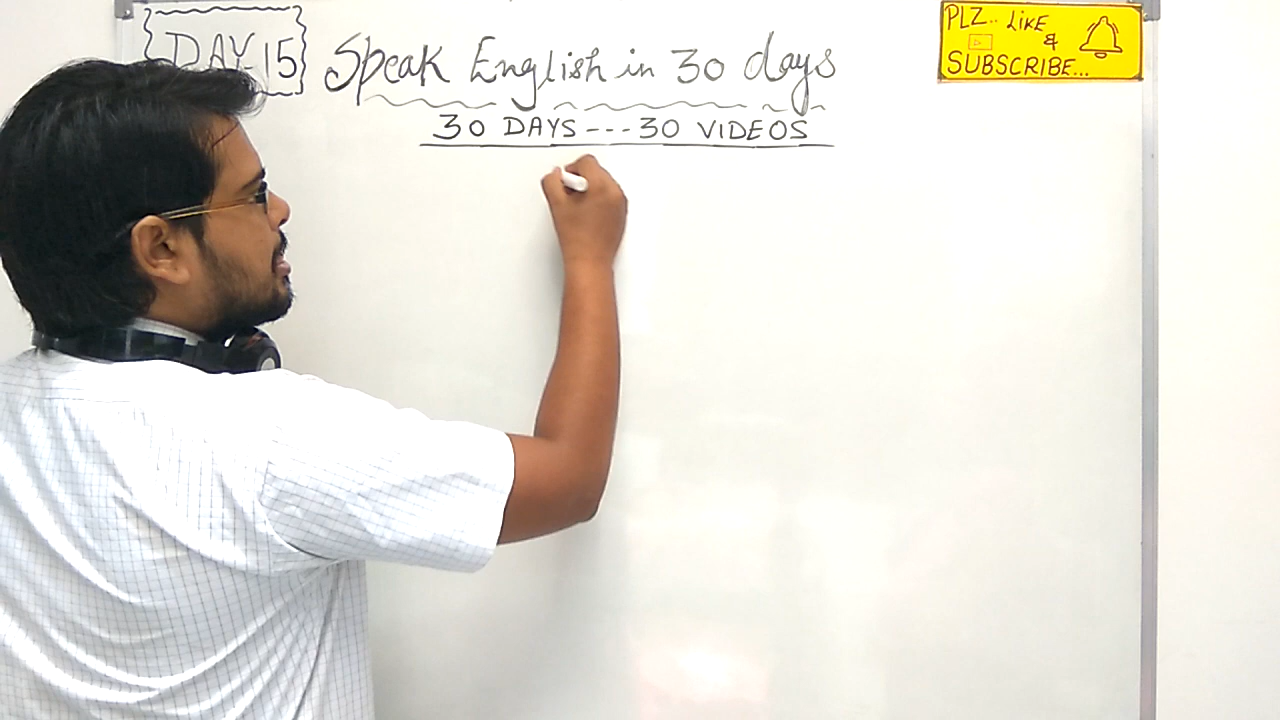 DAY 15
Speak English in 30 days
30 DAYS---30 VIDEOS
PLZ.. LiKE
&
SUBSCRIBE...